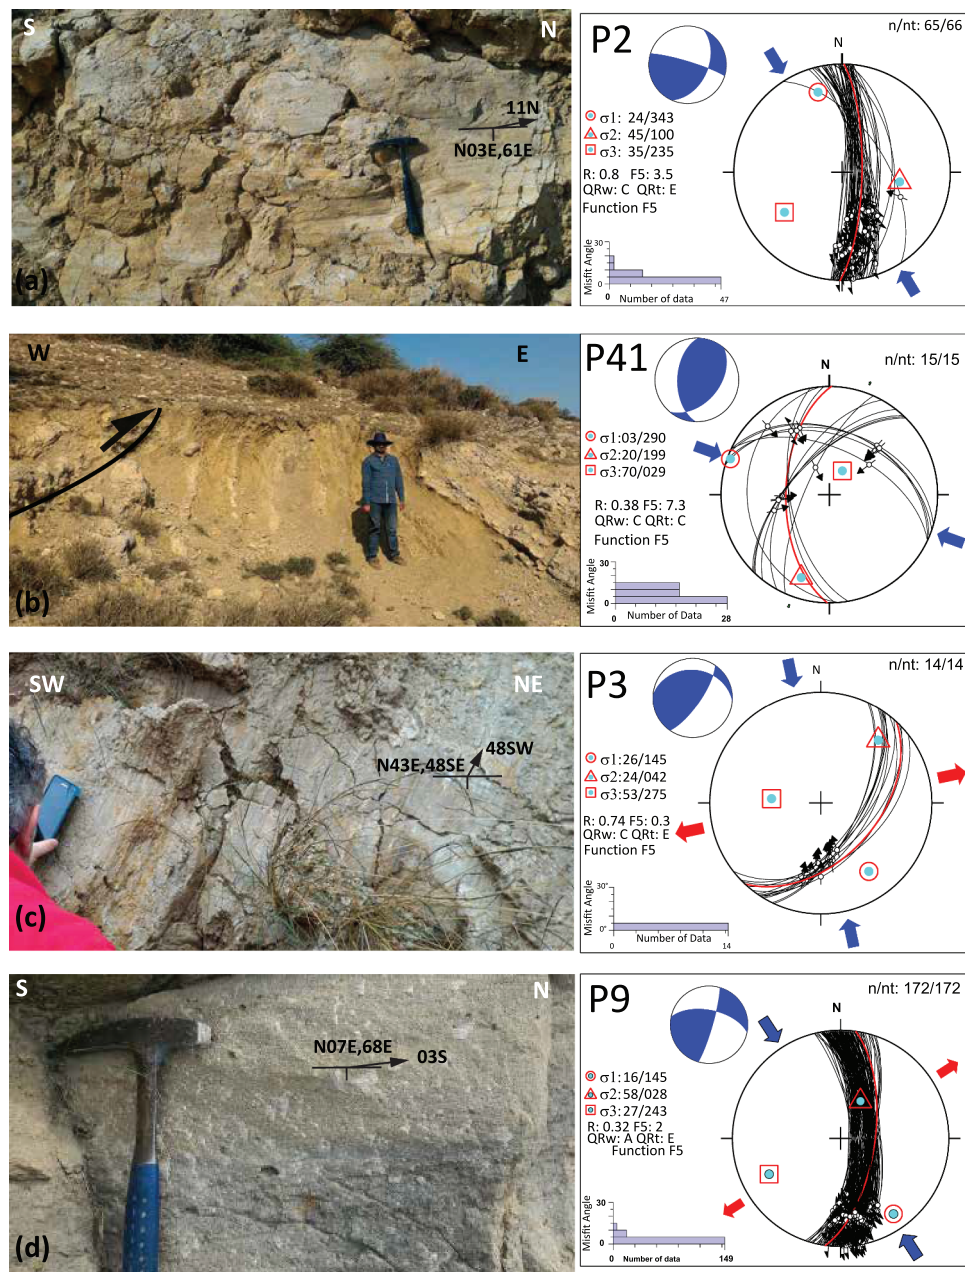 S
N
11N
N03E,61E
(a)
P2
n/nt: 65/66
N
σ1: 24/343
σ2: 45/100
σ3: 35/235
R: 0.8 F5: 3.5
QRw: C QRt: E
Function F5
Misfit Angle
30
0
0
Number of data
47
W
E
(b)
P41
n/nt: 15/15
N
σ1:03/290
σ2:20/199
σ3:70/029
R: 0.38 F5: 7.3
QRw: C QRt: C
Function F5
Misfit Angle
30
0
0
Number of Data
28
SW
NE
48SW
N43E,48SE
(c)
P3
n/nt: 14/14
N
σ1:26/145
σ2:24/042
σ3:53/275
R: 0.74 F5: 0.3
QRw: C QRt: E
Function F5
Misfit Angle
30°
0°
0
Number of Data
14
S
N
N07E,68E
03S
(d)
P9
n/nt: 172/172
N
σ1:16/145
σ2:58/028
σ3:27/243
R: 0.32 F5: 2
QRw: A QRt: E
Function F5
Misfit Angle
30
0
0
Number of data
149